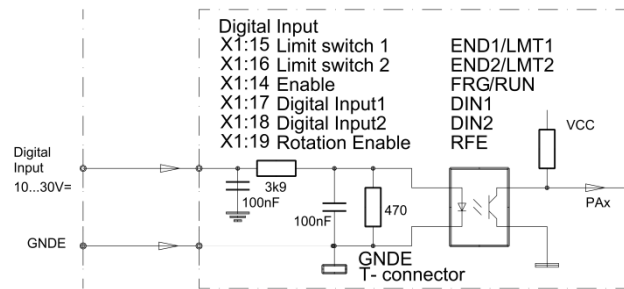 Digital Input
X1:15 Limit switch 1 END1/LMT1
X1:16 Limit switch 2 END2/LMT2
X1:14 Enable FRG/RUN
X1:17 Digital Input1 DIN1
X1:18 Digital Input2 DIN2
X1:19 Rotation Enable RFE
VCC
Digital
Input
10...30V=
3k9
100nF
100nF
470
PAx
GNDE
GNDE
T- connector